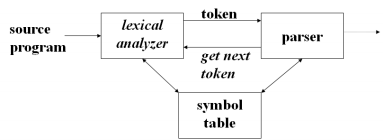 source
program
lexical
analyzer
token
get next
token
parser
symbol
table